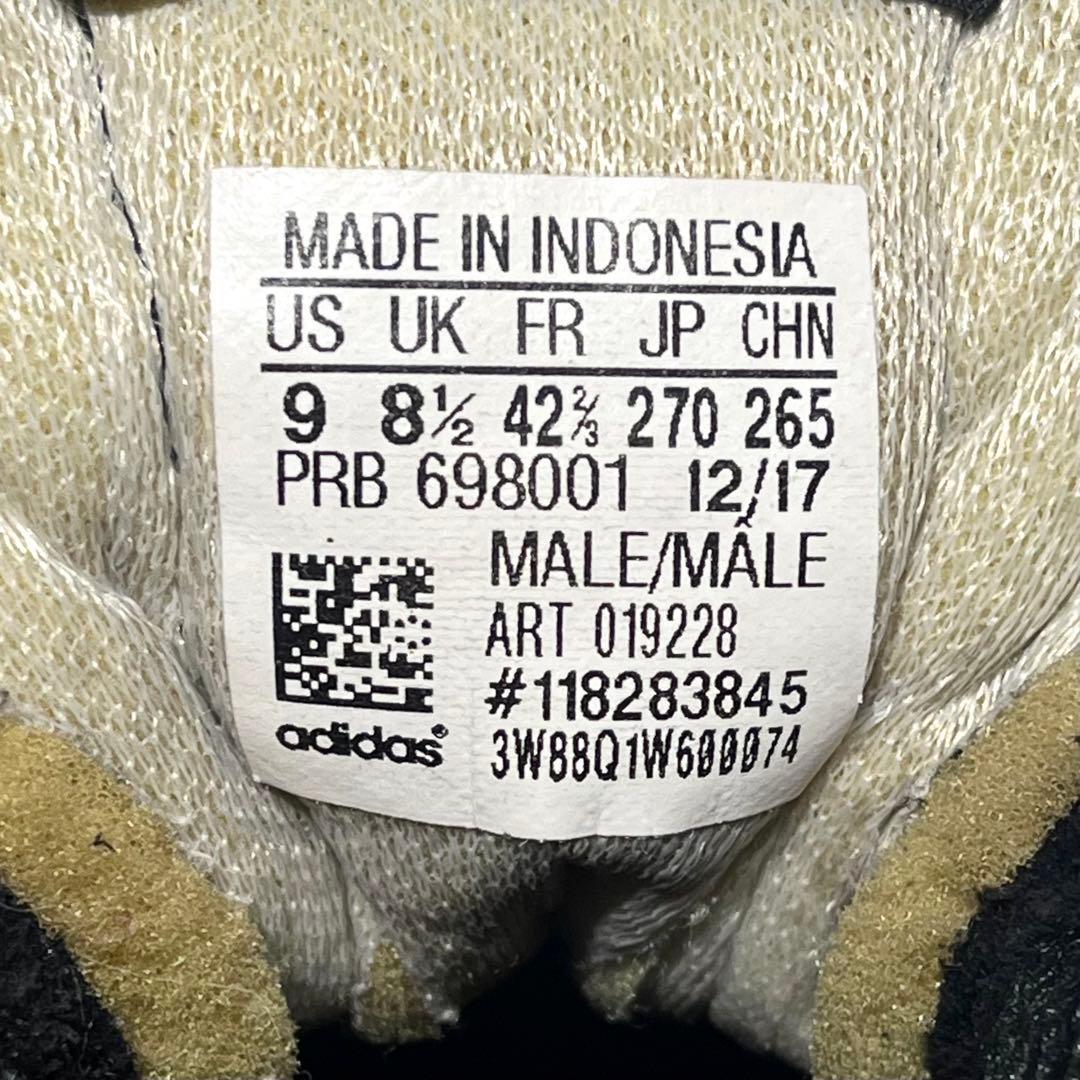 MADE IN INDONESIA
US UK FR JP CHN
9 8½ 42⅔ 270 265
PRB 698001 12/17
MALE/MÂLE
ART 019228
#118283845
adidas®
3W88Q1W600074